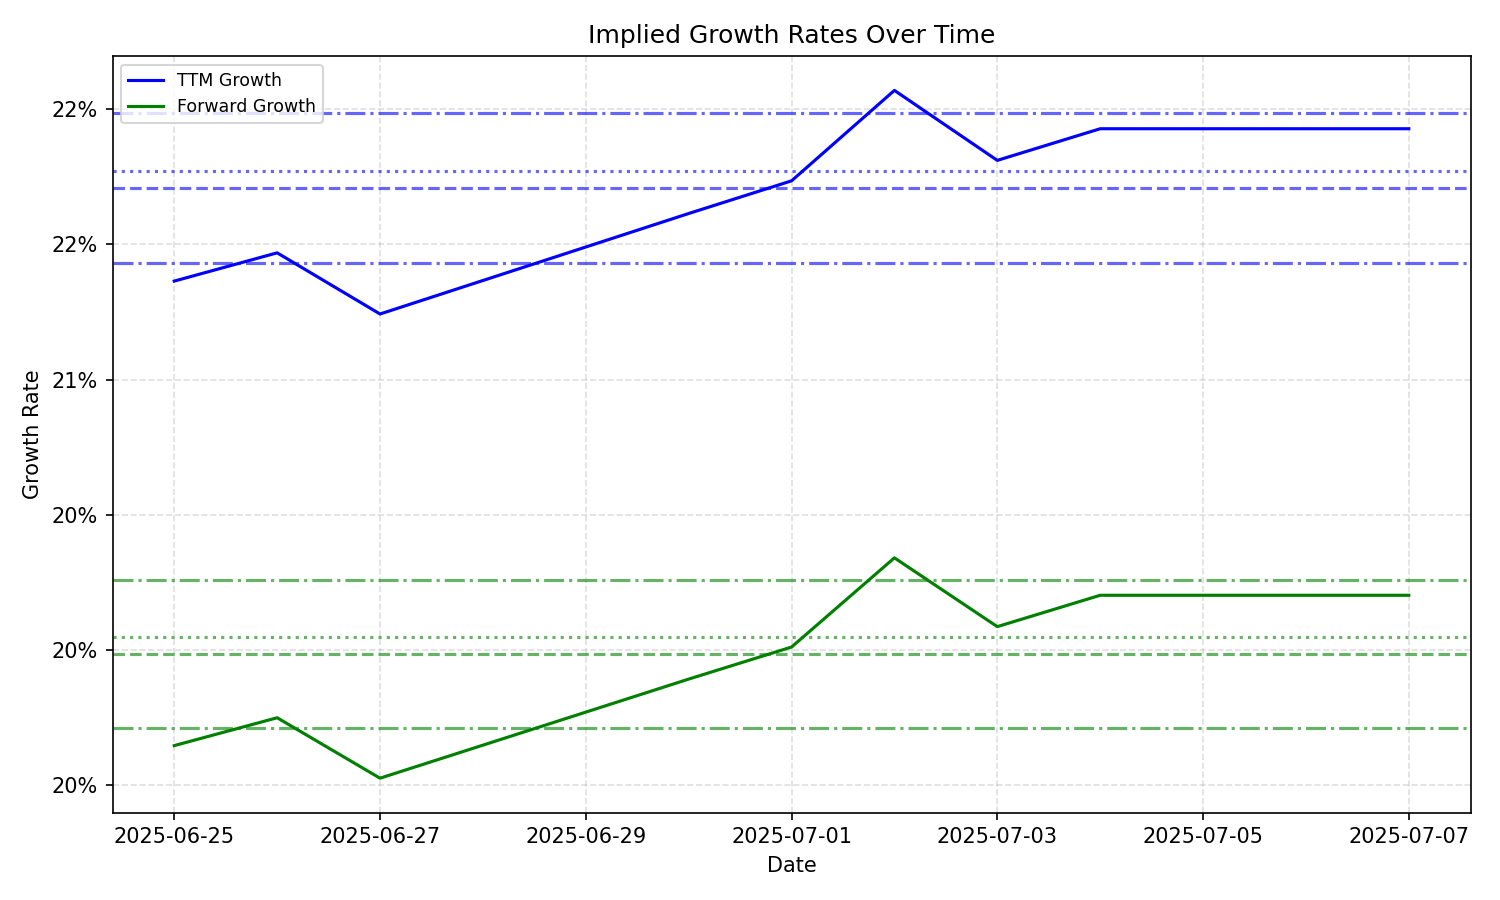 Implied Growth Rates Over Time
TTM Growth
Forward Growth
22%
22%
21%
20%
20%
20%
Growth Rate
2025-06-25
2025-06-27
2025-06-29
2025-07-01
2025-07-03
2025-07-05
2025-07-07
Date